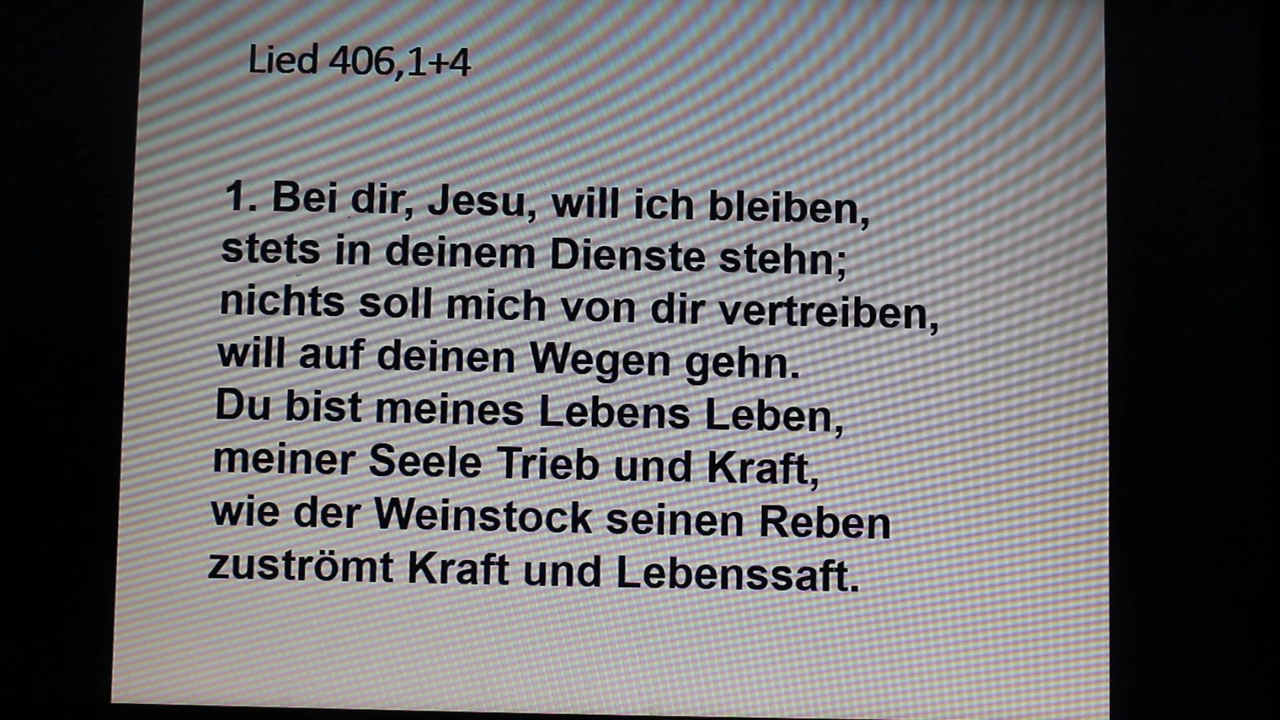 Lied 406,1+4
1. Bei dir, Jesu, will ich bleiben,
stets in deinem Dienste stehn;
nichts soll mich von dir vertreiben,
will auf deinen Wegen gehn.
Du bist meines Lebens Leben,
meiner Seele Trieb und Kraft,
wie der Weinstock seinen Reben
zuströmt Kraft und Lebenssaft.